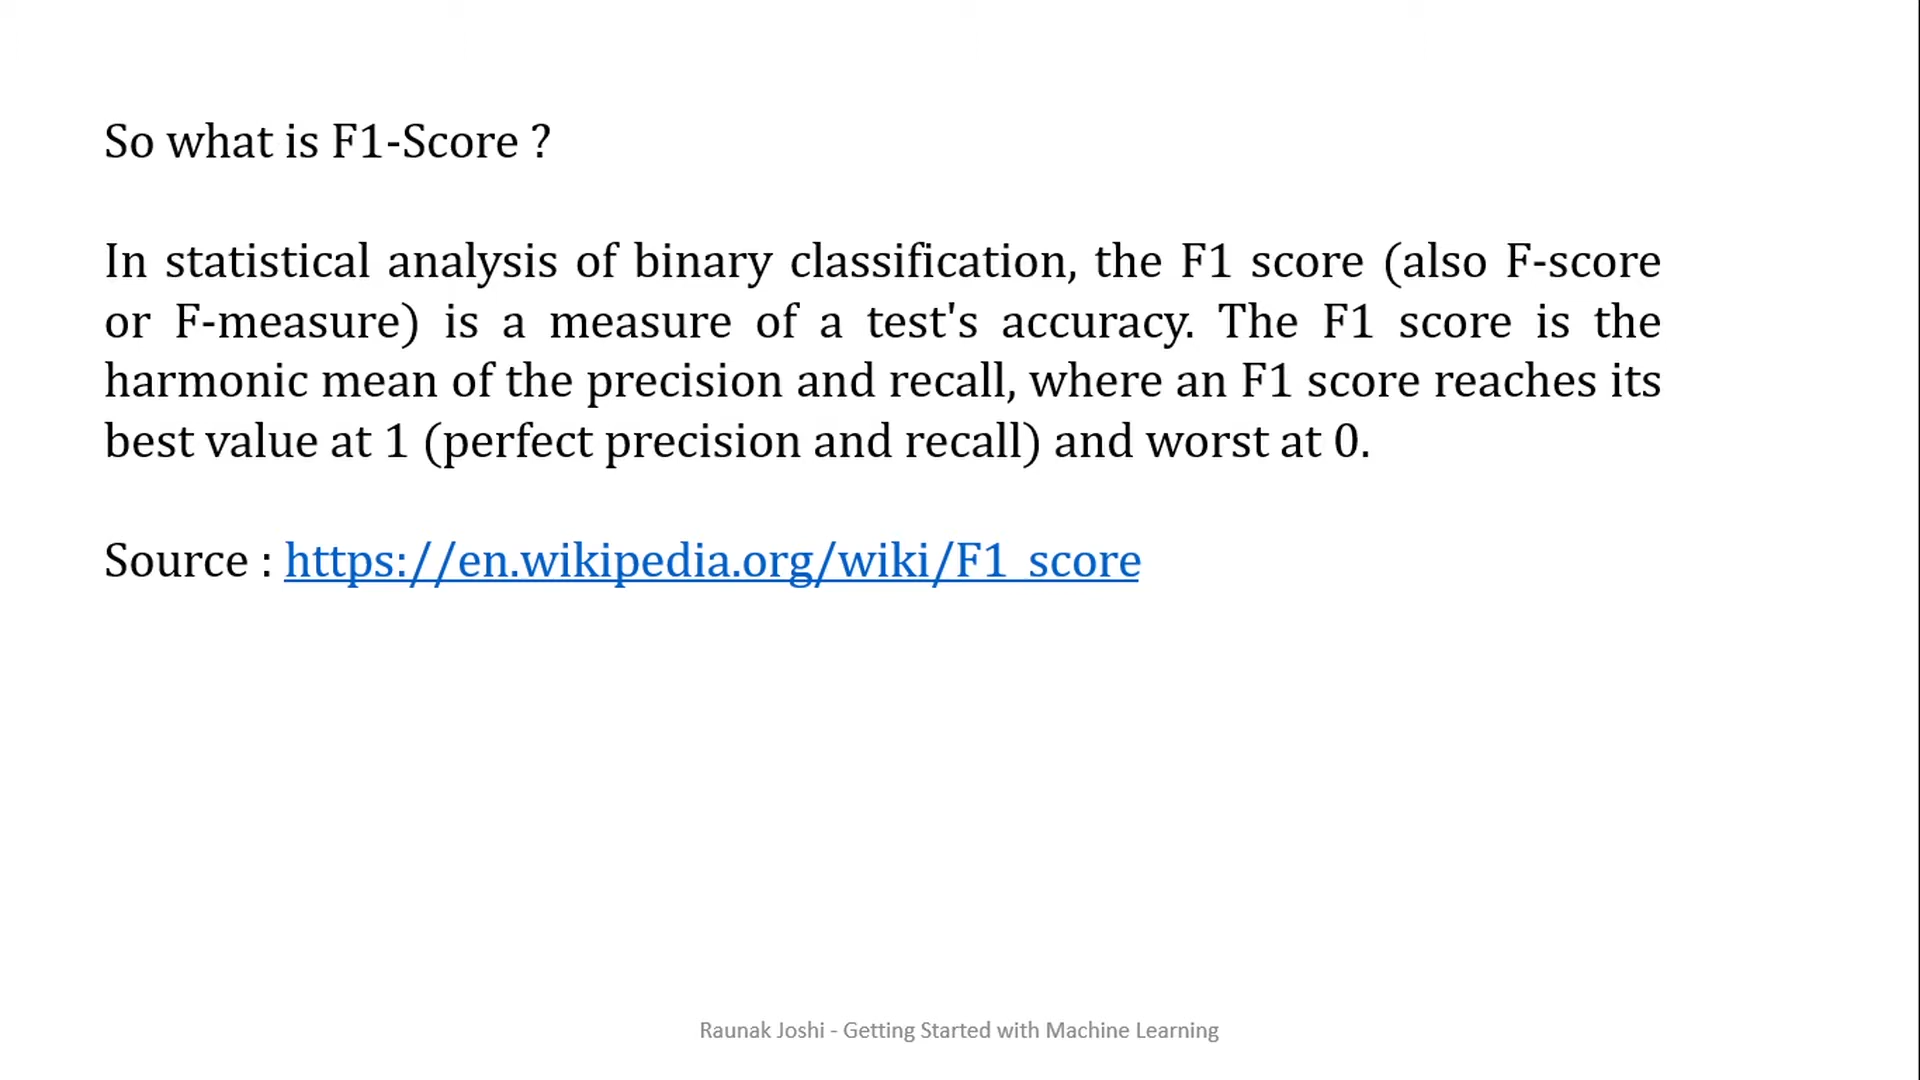 So what is F1-Score ?
In statistical analysis of binary classification, the F1 score (also F-score
or F-measure) is a measure of a test's accuracy. The F1 score is the
harmonic mean of the precision and recall, where an F1 score reaches its
best value at 1 (perfect precision and recall) and worst at 0.
Source : https://en.wikipedia.org/wiki/F1_score
Raunak Joshi - Getting Started with Machine Learning